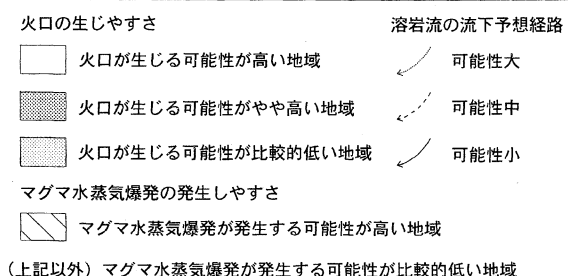 火口の生じやすさ
火口が生じる可能性が高い地域
火口が生じる可能性がやや高い地域
火口が生じる可能性が比較的低い地域
マグマ水蒸気爆発の発生しやすさ
マグマ水蒸気爆発が発生する可能性が高い地域
(上記以外)マグマ水蒸気爆発が発生する可能性が比較的低い地域
溶岩流の流下予想経路
可能性大
可能性中
可能性小